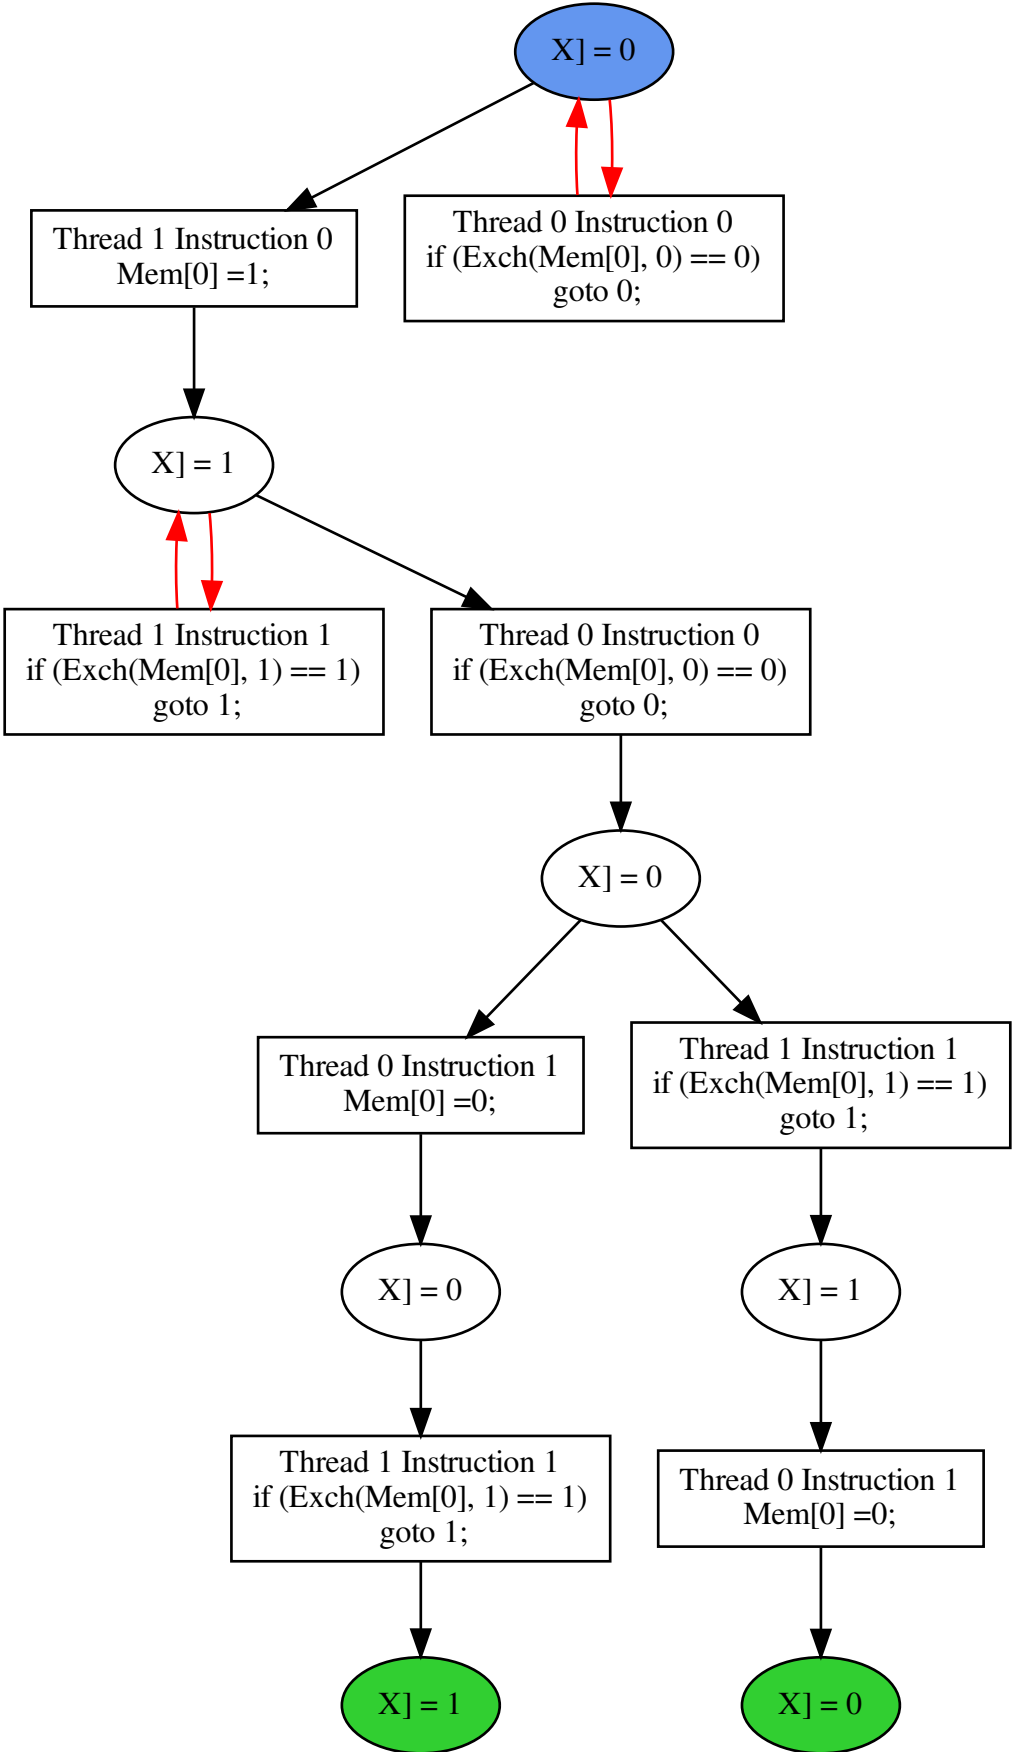 X] = 0
Thread 1 Instruction 0
Mem[0] =1;
Thread 0 Instruction 0
if (Exch(Mem[0], 0) == 0)
goto 0;
X] = 1
Thread 1 Instruction 1
if (Exch(Mem[0], 1) == 1)
goto 1;
Thread 0 Instruction 0
if (Exch(Mem[0], 0) == 0)
goto 0;
X] = 0
Thread 0 Instruction 1
Mem[0] =0;
Thread 1 Instruction 1
if (Exch(Mem[0], 1) == 1)
goto 1;
X] = 0
X] = 1
Thread 1 Instruction 1
if (Exch(Mem[0], 1) == 1)
goto 1;
Thread 0 Instruction 1
Mem[0] =0;
X] = 1
X] = 0